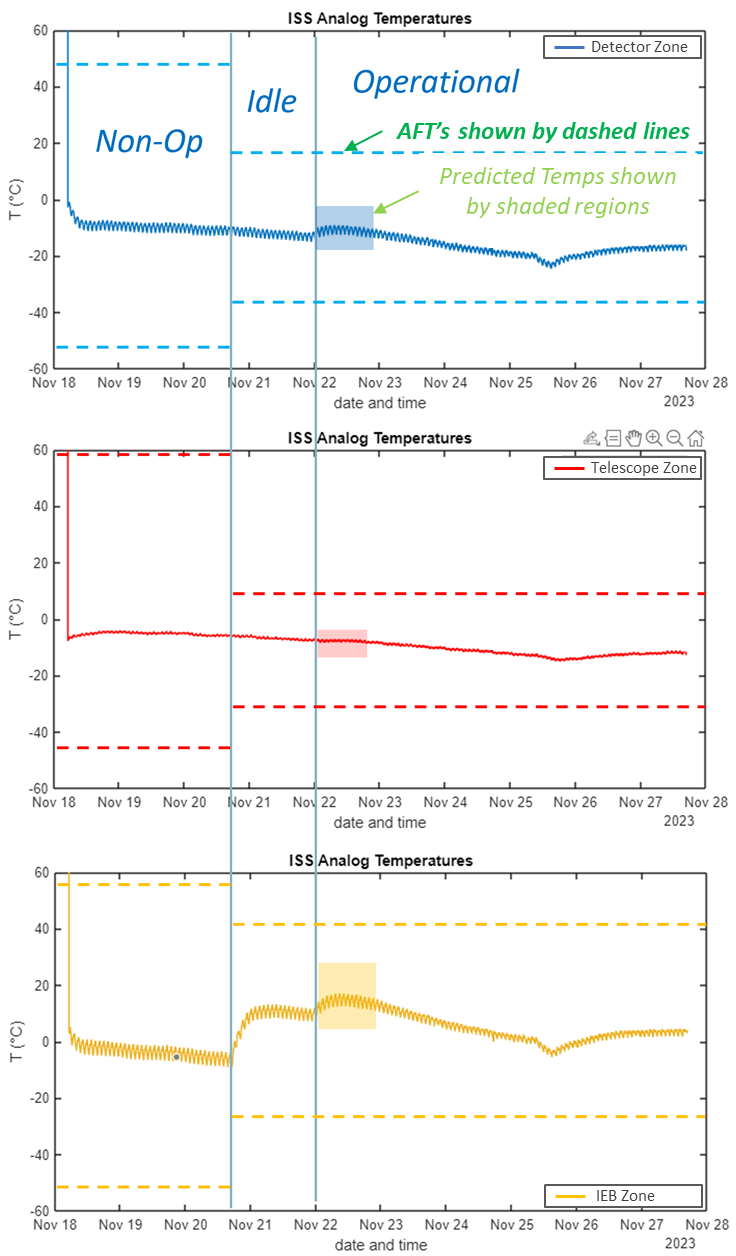 ISS Analog Temperatures
60
40
20
0
-20
-40
-60
T (°C)
Detector Zone
Non-Op
Idle
Operational
AFT's shown by dashed lines
Predicted Temps shown
by shaded regions
Nov 18 Nov 19 Nov 20 Nov 21 Nov 22 Nov 23 Nov 24 Nov 25 Nov 26 Nov 27 Nov 28
date and time
2023
ISS Analog Temperatures
60
40
20
0
-20
-40
-60
T (°C)
Telescope Zone
Nov 18 Nov 19 Nov 20 Nov 21 Nov 22 Nov 23 Nov 24 Nov 25 Nov 26 Nov 27 Nov 28
date and time
2023
ISS Analog Temperatures
60
40
20
0
-20
-40
-60
T (°C)
IEB Zone
Nov 18 Nov 19 Nov 20 Nov 21 Nov 22 Nov 23 Nov 24 Nov 25 Nov 26 Nov 27 Nov 28
date and time
2023